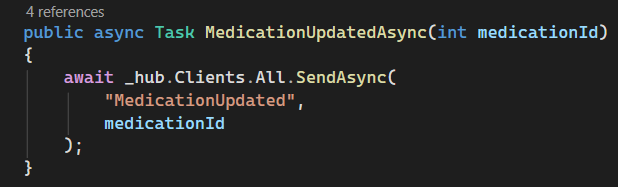 4 references
public async Task MedicationUpdatedAsync(int medicationId)
{
await _hub.Clients.All.SendAsync(
"MedicationUpdated",
medicationId
);
}